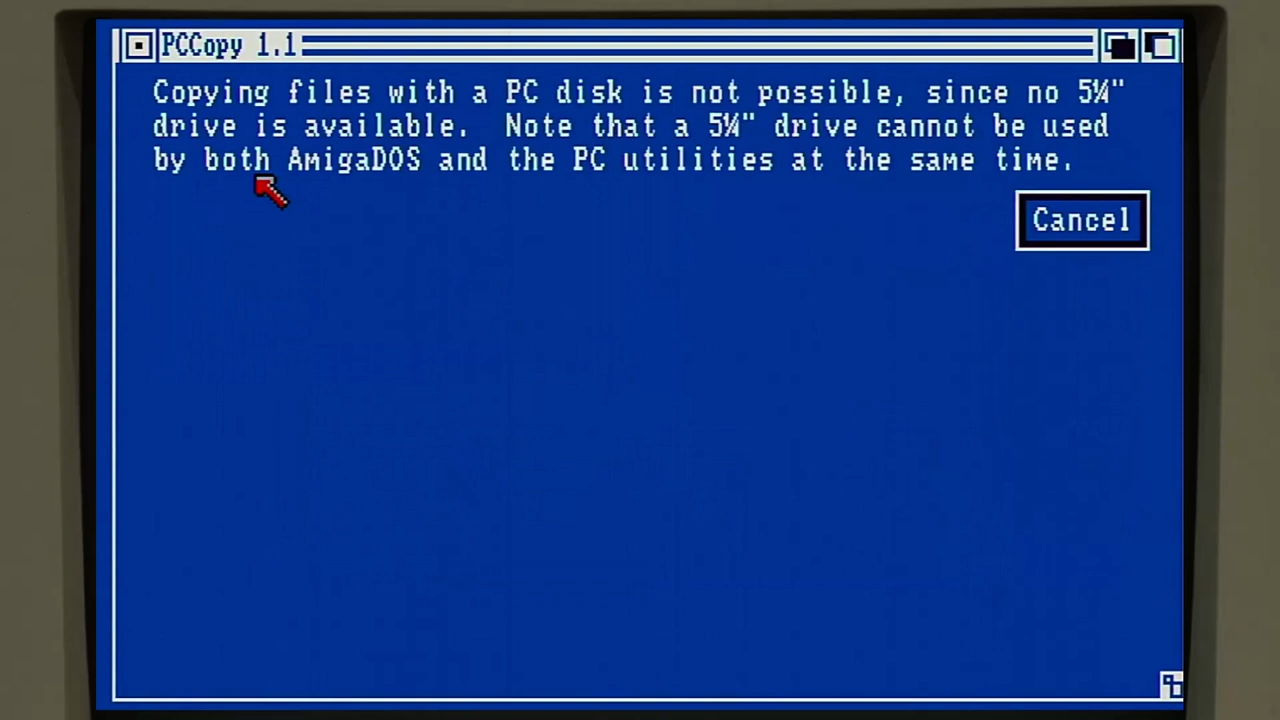 PCCopy 1.1
Copying files with a PC disk is not possible, since no 5¼"
drive is available.  Note that a 5¼" drive cannot be used
by both AmigaDOS and the PC utilities at the same time.
Cancel